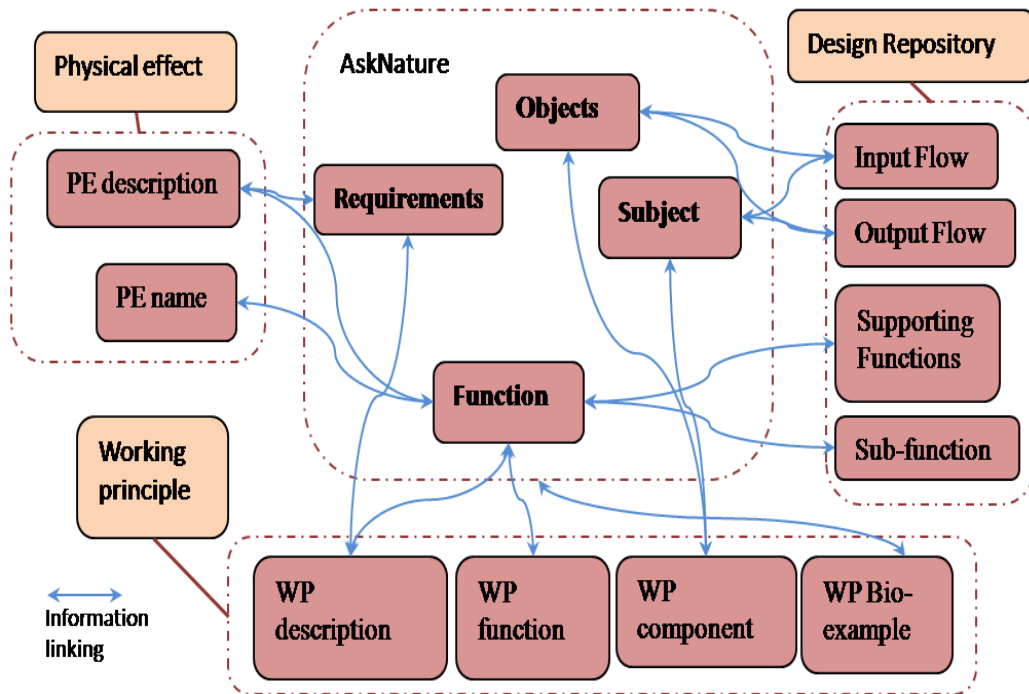 Physical effect
AskNature
Design Repository
Objects
Input Flow
PE description
Requirements
Subject
Output Flow
PE name
Supporting
Functions
Function
Sub-function
Working
principle
WP
description
WP
function
WP
component
WP Bio-
example
Information
linking